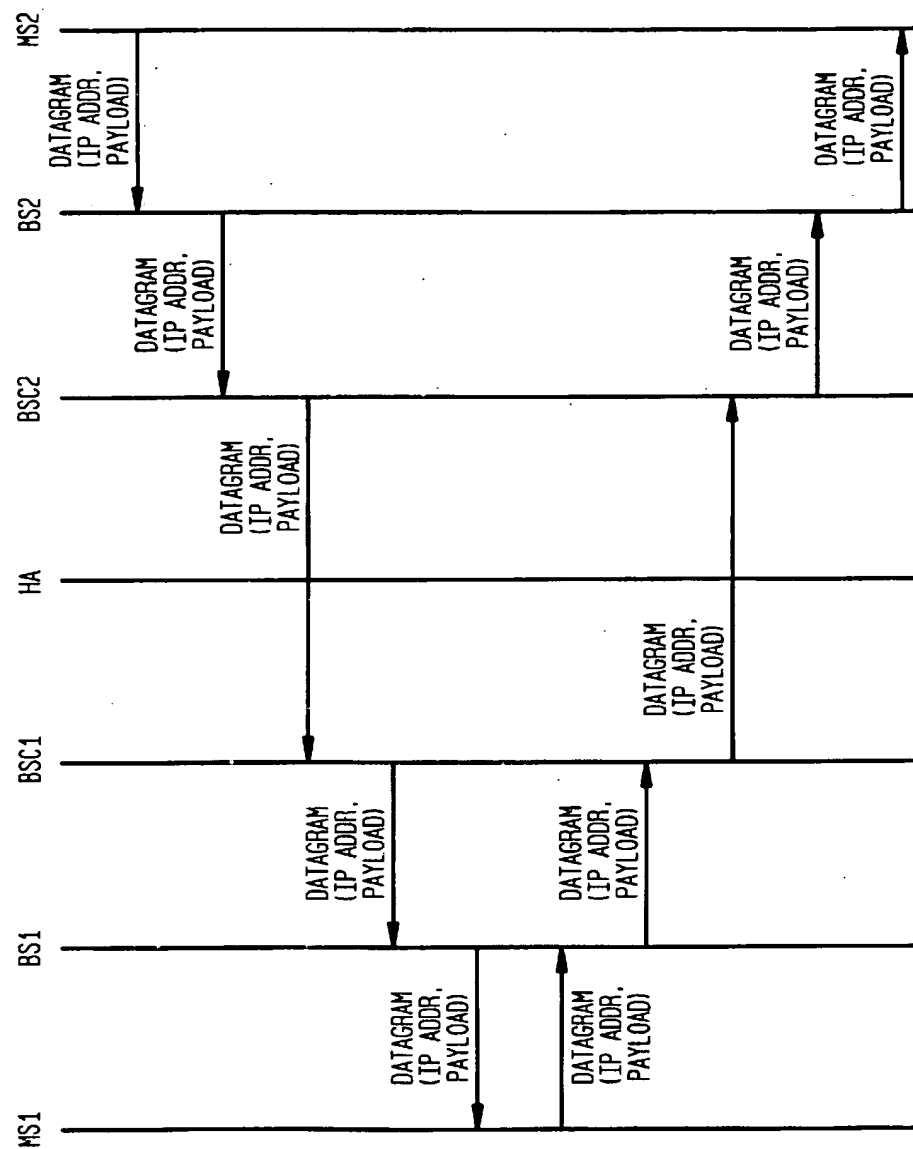 MS1
BS1
BSC1
HA
BSC2
BS2
MS2
DATAGRAM
(IP ADDR,
PAYLOAD)
DATAGRAM
(IP ADDR,
PAYLOAD)
DATAGRAM
(IP ADDR,
PAYLOAD)
DATAGRAM
(IP ADDR,
PAYLOAD)
DATAGRAM
(IP ADDR,
PAYLOAD)
DATAGRAM
(IP ADDR,
PAYLOAD)
DATAGRAM
(IP ADDR,
PAYLOAD)
DATAGRAM
(IP ADDR,
PAYLOAD)
DATAGRAM
(IP ADDR,
PAYLOAD)
DATAGRAM
(IP ADDR,
PAYLOAD)